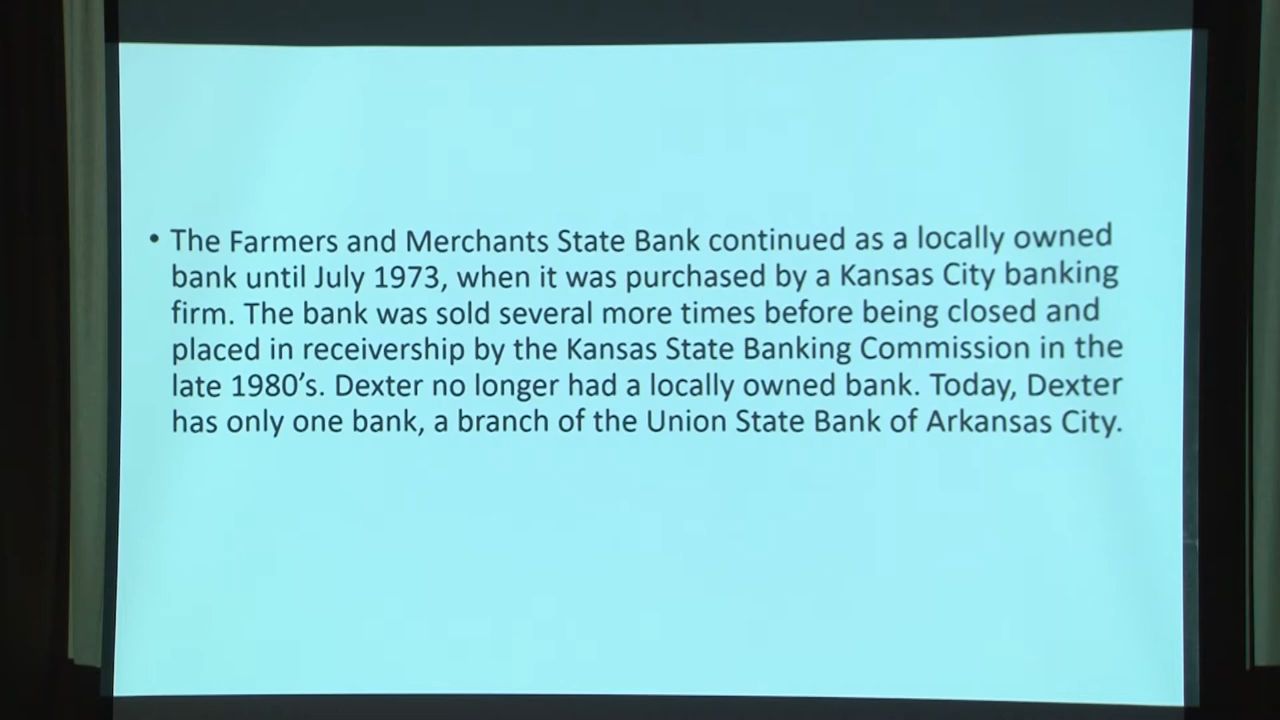 • The Farmers and Merchants State Bank continued as a locally owned
bank until July 1973, when it was purchased by a Kansas City banking
firm. The bank was sold several more times before being closed and
placed in receivership by the Kansas State Banking Commission in the
late 1980’s. Dexter no longer had a locally owned bank. Today, Dexter
has only one bank, a branch of the Union State Bank of Arkansas City.